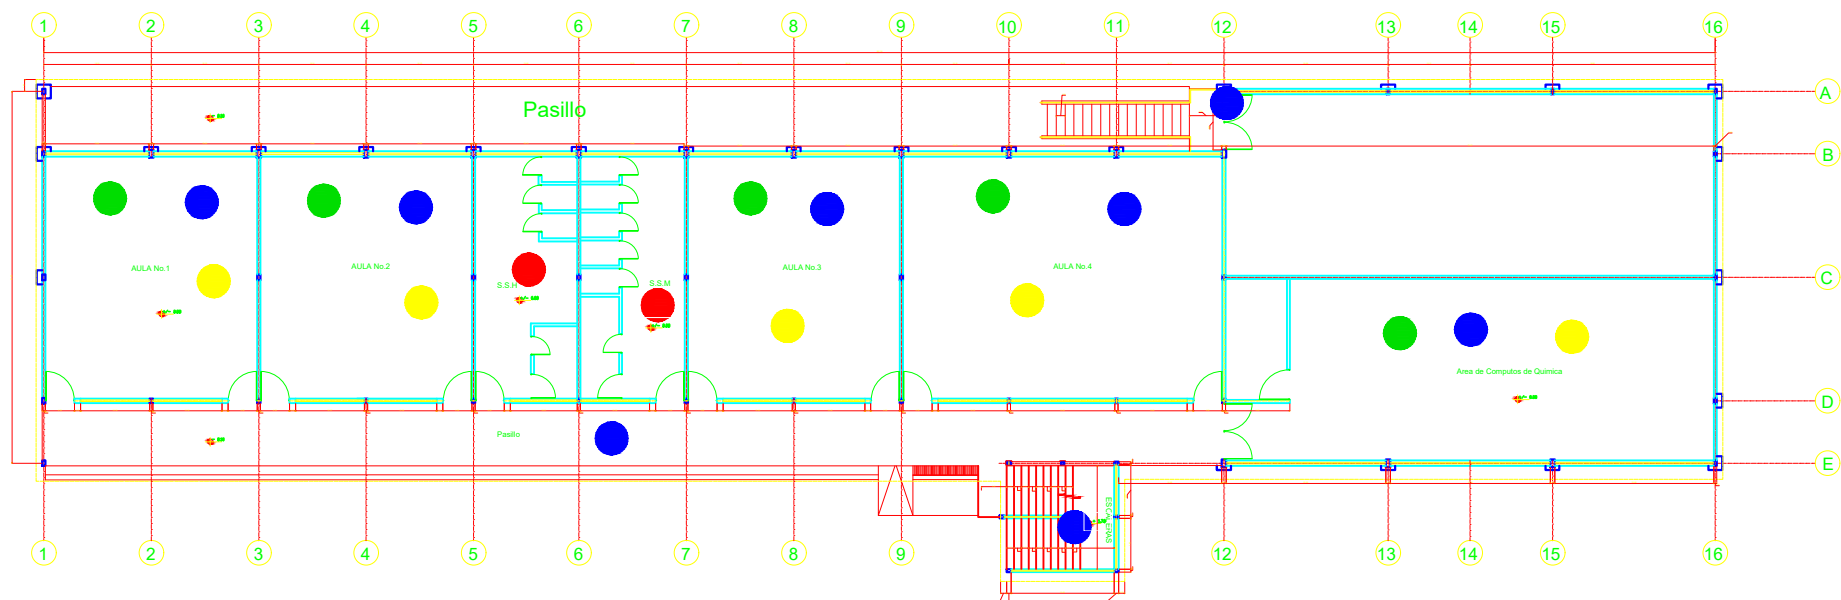 1 2 3 4 5 6 7 8 9 10 11 12 13 14 15 16
A
Pasillo
B
AULA No.1
AULA No.2
S.S.H
S.S.M
AULA No.3
AULA No.4
C
Area de Computos de Quimica
D
Pasillo
E
ESCALERAS
1 2 3 4 5 6 7 8 9 12 13 14 15 16